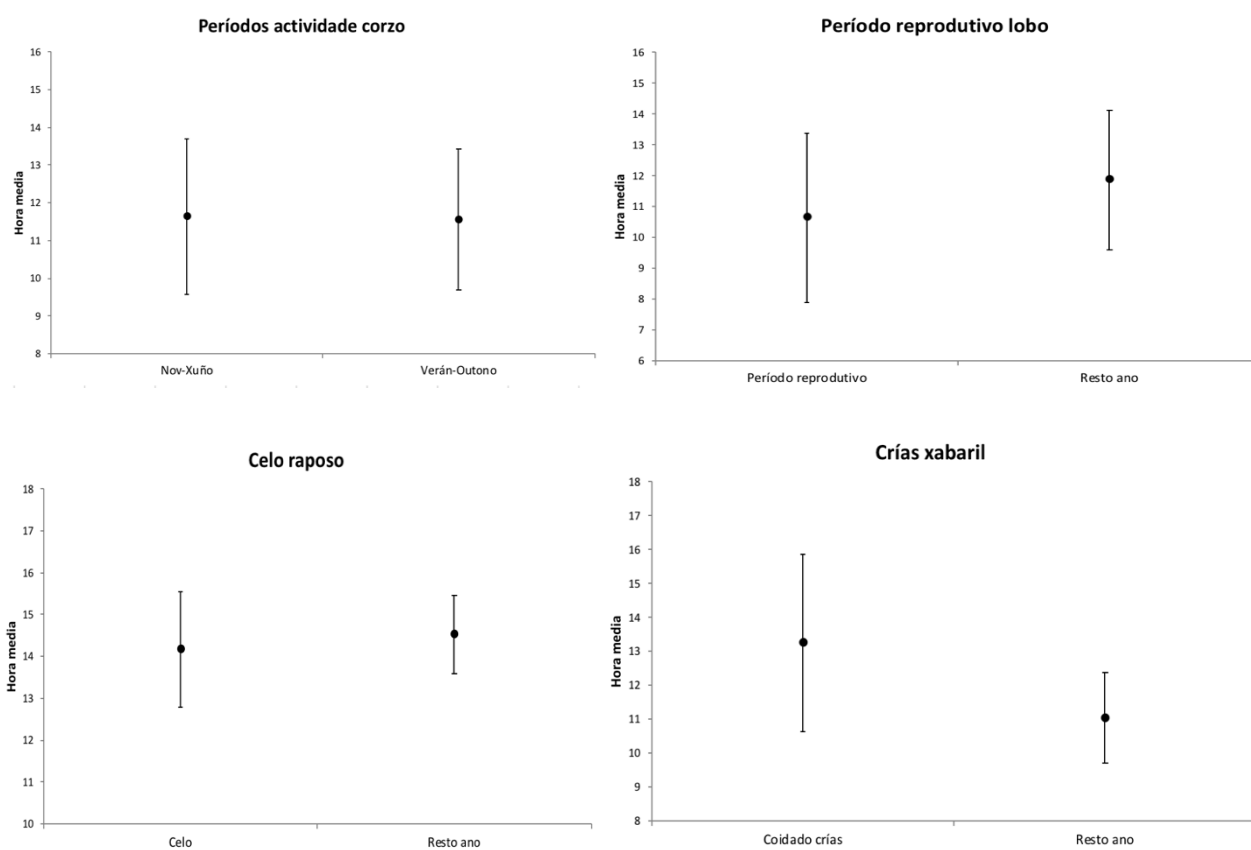 Períodos actividade corzo
16
15
14
13
12
11
10
9
8
Hora media
Nov-Xuño
Verán-Outono
Período reprodutivo lobo
16
15
14
13
12
11
10
9
8
7
6
Hora media
Período reprodutivo
Resto ano
Celo raposo
18
17
16
15
14
13
12
11
10
Hora media
Celo
Resto ano
Crías xabaril
18
17
16
15
14
13
12
11
10
9
8
Hora media
Coidado crías
Resto ano